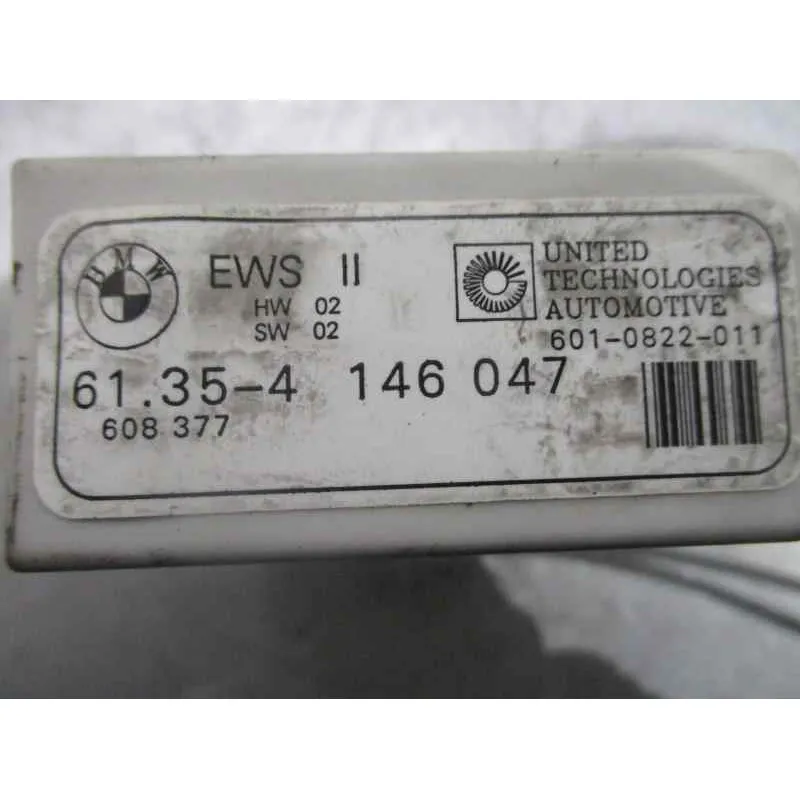 BMW
EWS II
HW 02
SW 02
UNITED
TECHNOLOGIES
AUTOMOTIVE
601-0822-011
61.35-4 146 047
608 377